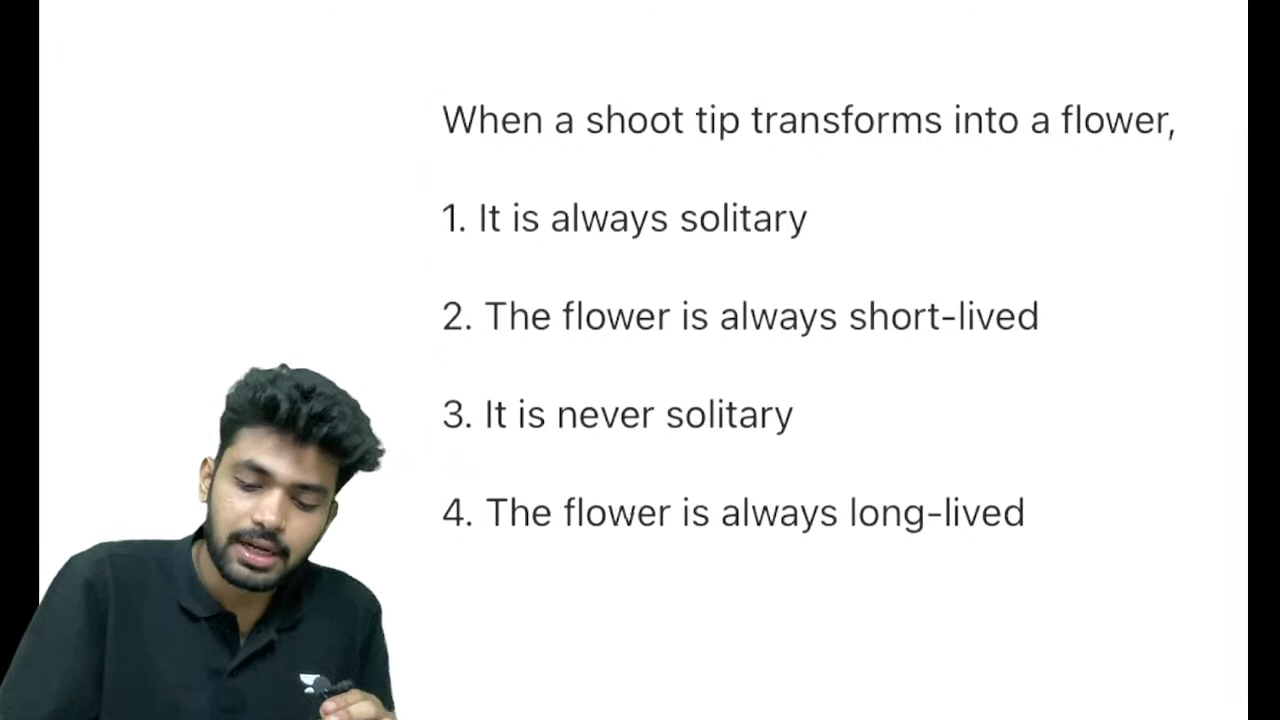 When a shoot tip transforms into a flower,
1. It is always solitary
2. The flower is always short-lived
3. It is never solitary
4. The flower is always long-lived